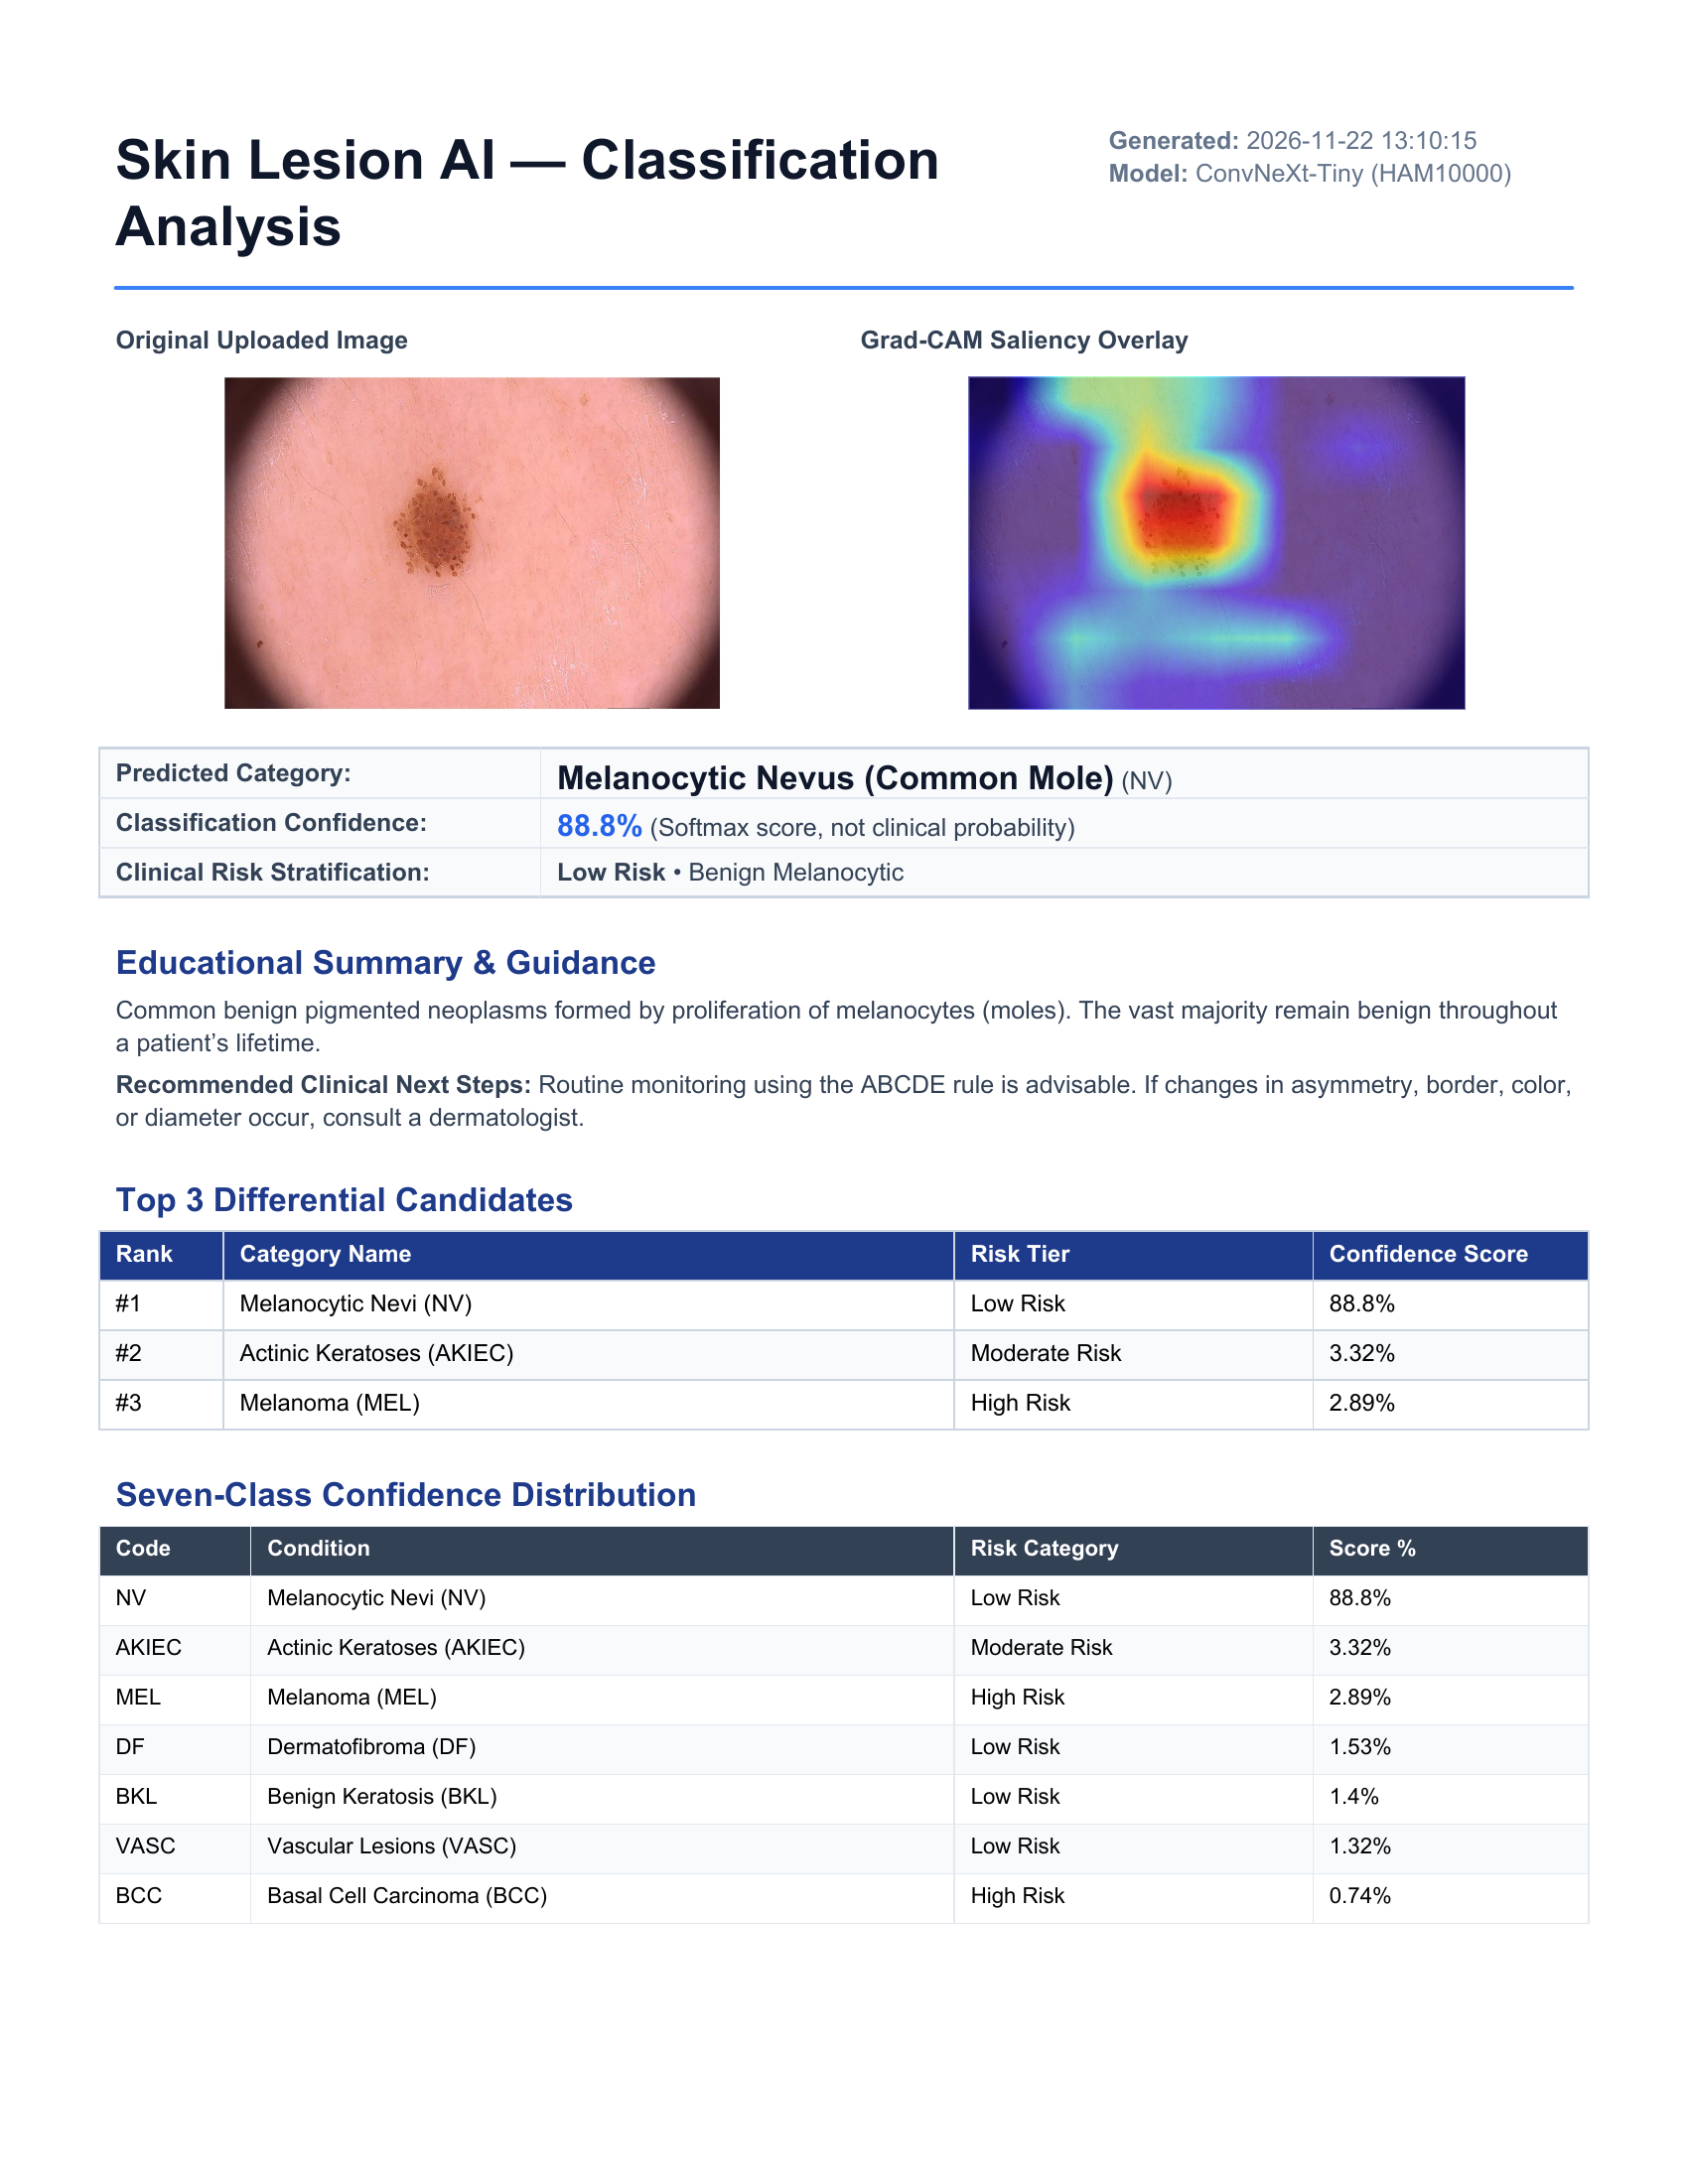 Skin Lesion AI — Classification
Analysis
Generated: 2026-11-22 13:10:15
Model: ConvNeXt-Tiny (HAM10000)
Original Uploaded Image
Grad-CAM Saliency Overlay
Predicted Category: Melanocytic Nevus (Common Mole) (NV)
Classification Confidence: 88.8% (Softmax score, not clinical probability)
Clinical Risk Stratification: Low Risk • Benign Melanocytic
Educational Summary & Guidance
Common benign pigmented neoplasms formed by proliferation of melanocytes (moles). The vast majority remain benign throughout
a patient’s lifetime.
Recommended Clinical Next Steps: Routine monitoring using the ABCDE rule is advisable. If changes in asymmetry, border, color,
or diameter occur, consult a dermatologist.
Top 3 Differential Candidates
Rank Category Name Risk Tier Confidence Score
#1 Melanocytic Nevi (NV) Low Risk 88.8%
#2 Actinic Keratoses (AKIEC) Moderate Risk 3.32%
#3 Melanoma (MEL) High Risk 2.89%
Seven-Class Confidence Distribution
Code Condition Risk Category Score %
NV Melanocytic Nevi (NV) Low Risk 88.8%
AKIEC Actinic Keratoses (AKIEC) Moderate Risk 3.32%
MEL Melanoma (MEL) High Risk 2.89%
DF Dermatofibroma (DF) Low Risk 1.53%
BKL Benign Keratosis (BKL) Low Risk 1.4%
VASC Vascular Lesions (VASC) Low Risk 1.32%
BCC Basal Cell Carcinoma (BCC) High Risk 0.74%